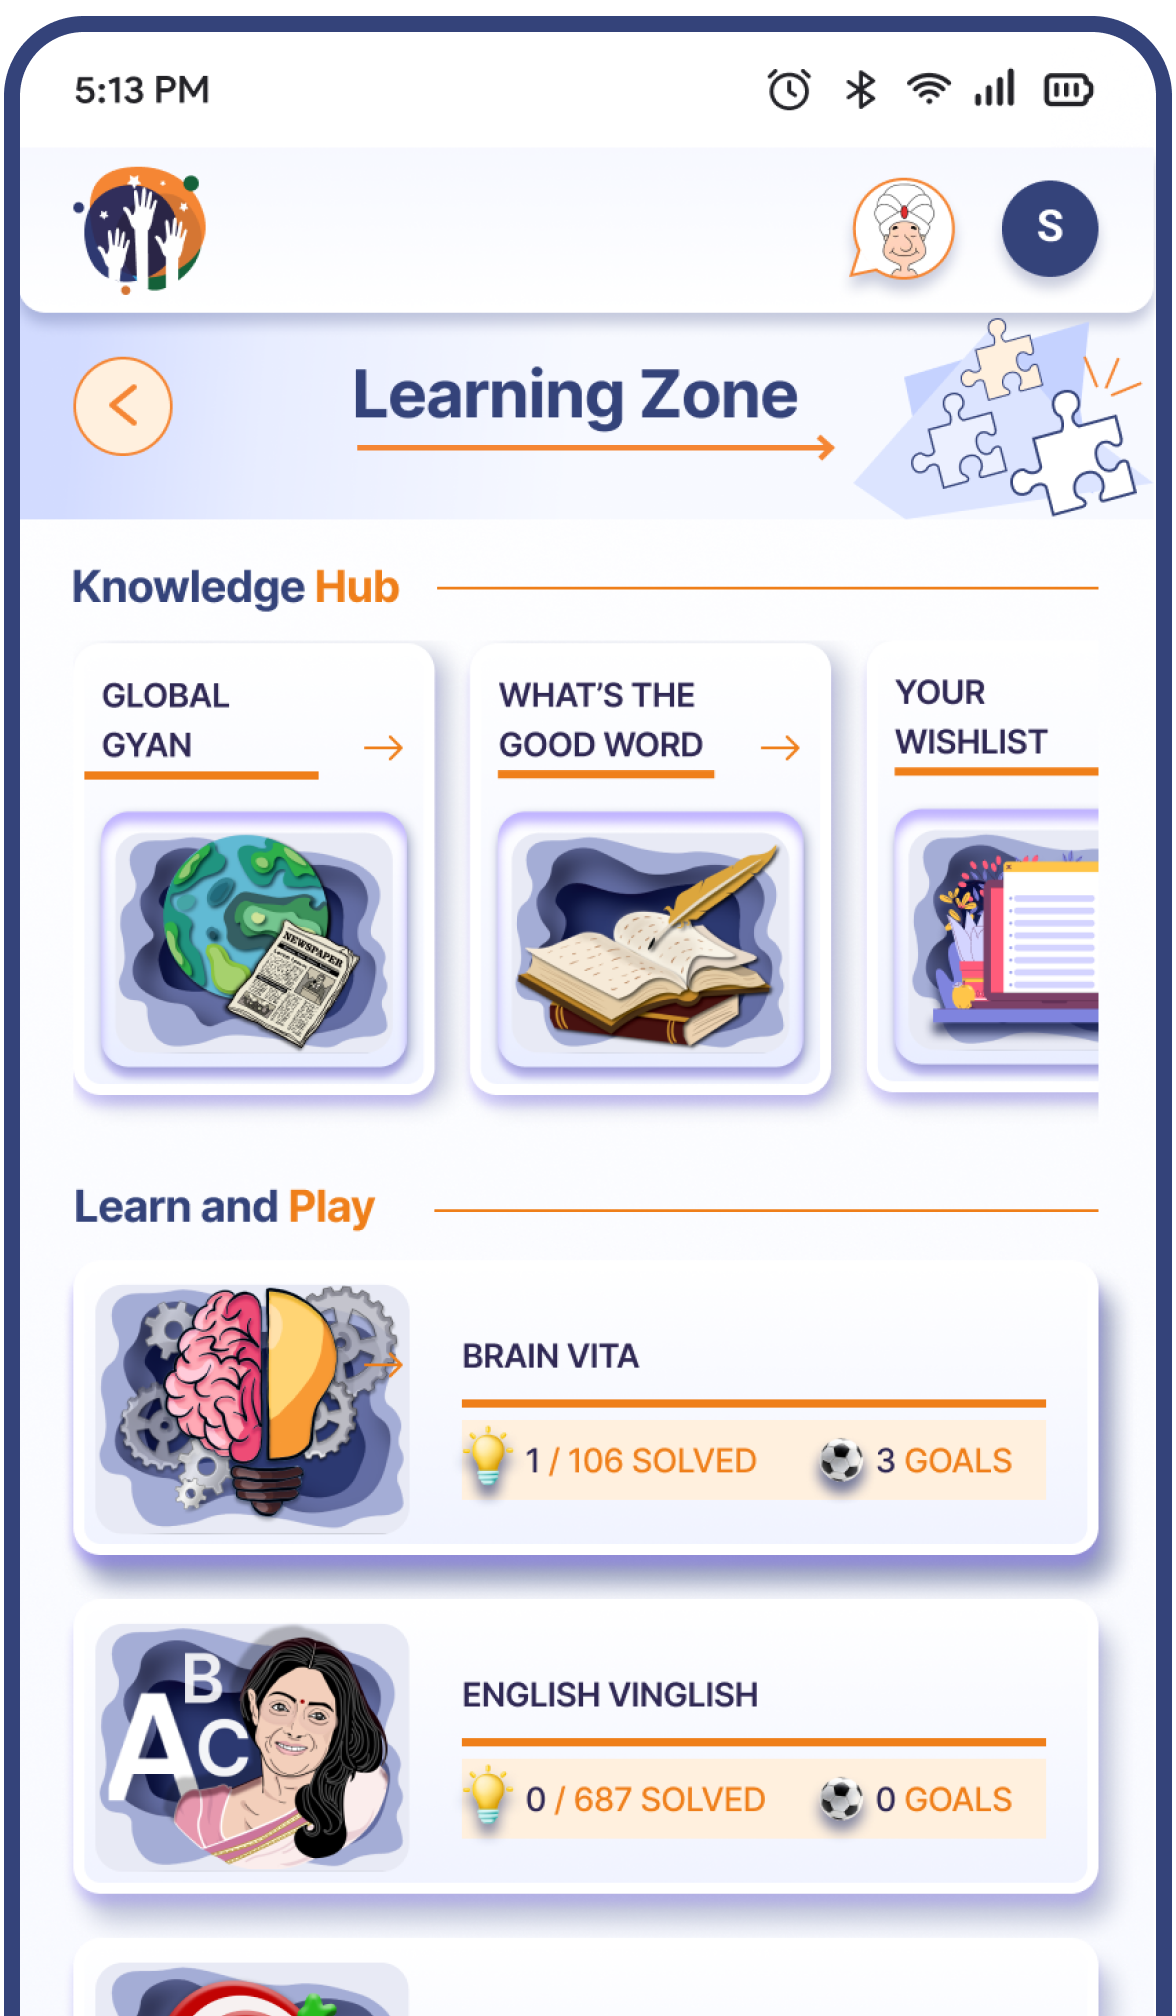 5:13 PM
S
Learning Zone
Knowledge Hub
GLOBAL
GYAN
WHAT’S THE
GOOD WORD
YOUR
WISHLIST
NEWSPAPER
Learn and Play
BRAIN VITA
1 / 106 SOLVED
3 GOALS
B
A
C
ENGLISH VINGLISH
0 / 687 SOLVED
0 GOALS